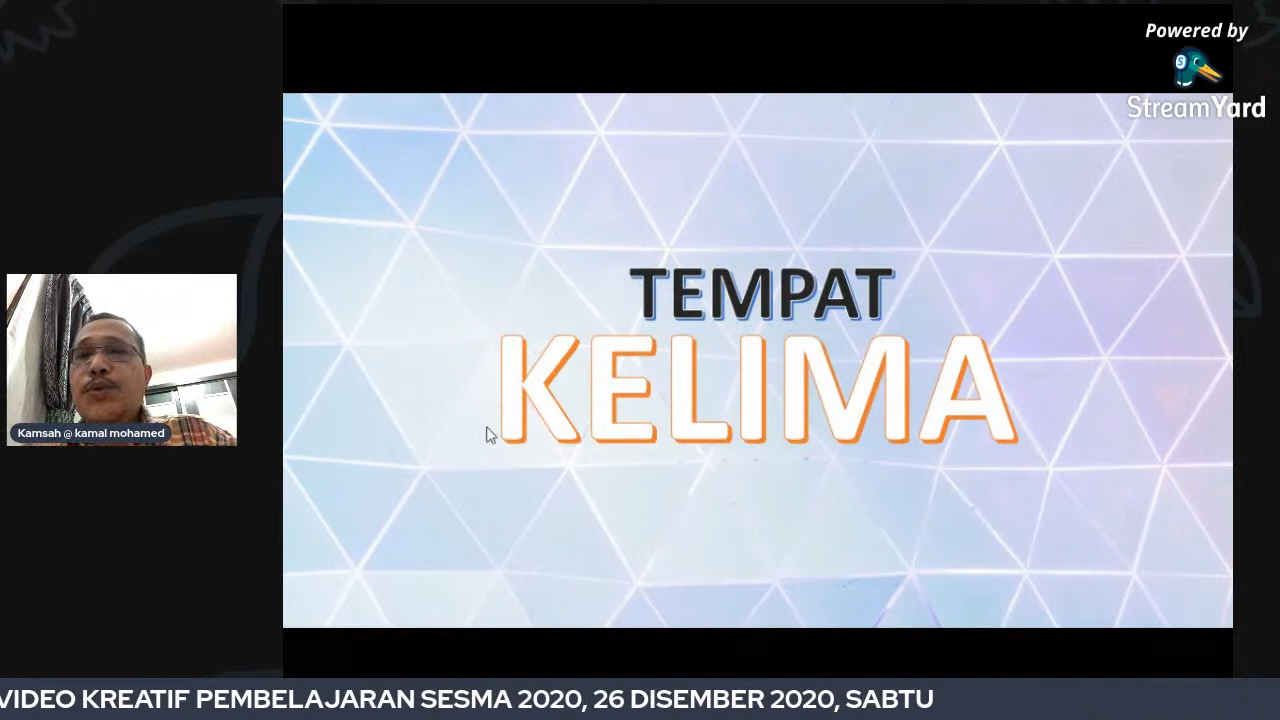 Powered by
StreamYard
TEMPAT
KELIMA
Kamsah @ kamal mohamed
VIDEO KREATIF PEMBELAJARAN SESMA 2020, 26 DISEMBER 2020, SABTU